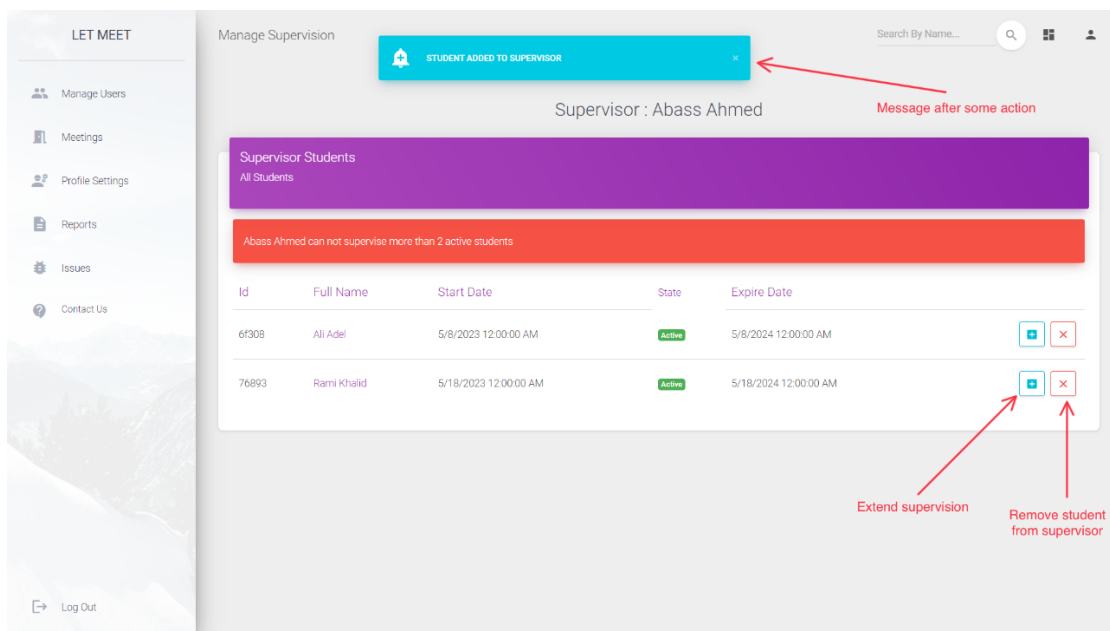 LET MEET
Manage Users
Meetings
Profile Settings
Reports
Issues
Contact Us
Log Out
Manage Supervision
STUDENT ADDED TO SUPERVISOR
×
Search By Name...
Message after some action
Supervisor : Abass Ahmed
Supervisor Students
All Students
Abass Ahmed can not supervise more than 2 active students
Id Full Name Start Date State Expire Date
6f308 Ali Adel 5/8/2023 12:00:00 AM Active 5/8/2024 12:00:00 AM
76893 Rami Khalid 5/18/2023 12:00:00 AM Active 5/18/2024 12:00:00 AM
Extend supervision
Remove student
from supervisor